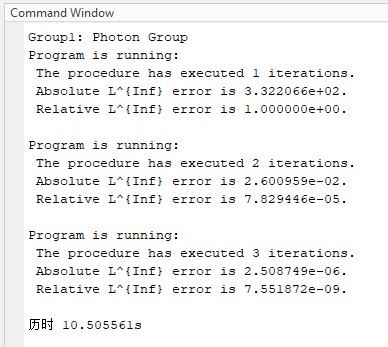 Command Window
Group1: Photon Group
Program is running:
The procedure has executed 1 iterations.
Absolute L^{Inf} error is 3.322066e+02.
Relative L^{Inf} error is 1.000000e+00.
Program is running:
The procedure has executed 2 iterations.
Absolute L^{Inf} error is 2.600959e-02.
Relative L^{Inf} error is 7.829446e-05.
Program is running:
The procedure has executed 3 iterations.
Absolute L^{Inf} error is 2.508749e-06.
Relative L^{Inf} error is 7.551872e-09.
历时 10.505561s